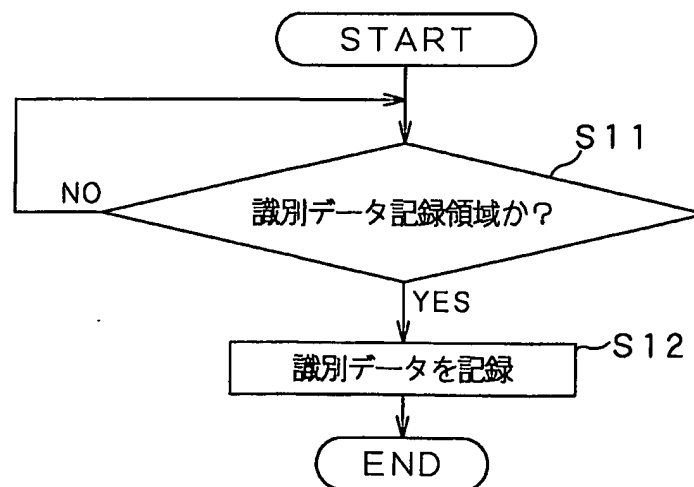 START
S11
NO
識別データ記録領域か?
YES
S12
識別データを記録
END